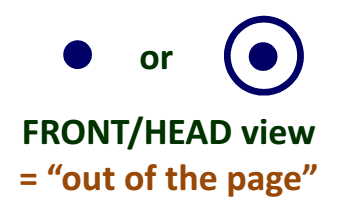 or
FRONT/HEAD view
= “out of the page”